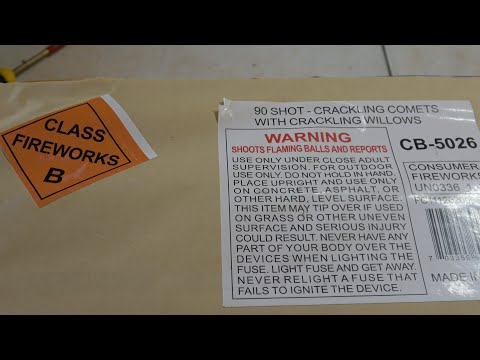 CLASS
FIREWORKS
B
90 SHOT - CRACKLING COMETS
WITH CRACKLING WILLOWS
WARNING
SHOOTS FLAMING BALLS AND REPORTS
USE ONLY UNDER CLOSE ADULT
SUPERVISION. FOR OUTDOOR
USE ONLY. DO NOT HOLD IN HAND.
PLACE UPRIGHT AND USE ONLY
ON CONCRETE, ASPHALT, OR
OTHER HARD, LEVEL SURFACE.
THIS ITEM MAY TIP OVER IF USED
ON GRASS OR OTHER UNEVEN
SURFACE AND SERIOUS INJURY
COULD RESULT. NEVER HAVE ANY
PART OF YOUR BODY OVER THE
DEVICES WHEN LIGHTING THE
FUSE. LIGHT FUSE AND GET AWAY.
NEVER RELIGHT A FUSE THAT
FAILS TO IGNITE THE DEVICE.
CB-5026
CONSUMER
FIREWORKS
UN0336
MADE IN